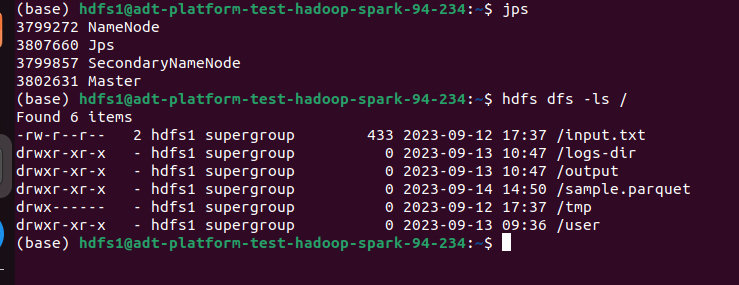 (base) hdfs1@adt-platform-test-hadoop-spark-94-234:~$ jps
3799272 NameNode
3807660 Jps
3799857 SecondaryNameNode
3802631 Master
(base) hdfs1@adt-platform-test-hadoop-spark-94-234:~$ hdfs dfs -ls /
Found 6 items
-rw-r--r--   2 hdfs1 supergroup        433 2023-09-12 17:37 /input.txt
drwxr-xr-x   - hdfs1 supergroup          0 2023-09-13 10:47 /logs-dir
drwxr-xr-x   - hdfs1 supergroup          0 2023-09-13 10:47 /output
drwxr-xr-x   - hdfs1 supergroup          0 2023-09-14 14:50 /sample.parquet
drwx------   - hdfs1 supergroup          0 2023-09-12 17:37 /tmp
drwxr-xr-x   - hdfs1 supergroup          0 2023-09-13 09:36 /user
(base) hdfs1@adt-platform-test-hadoop-spark-94-234:~$